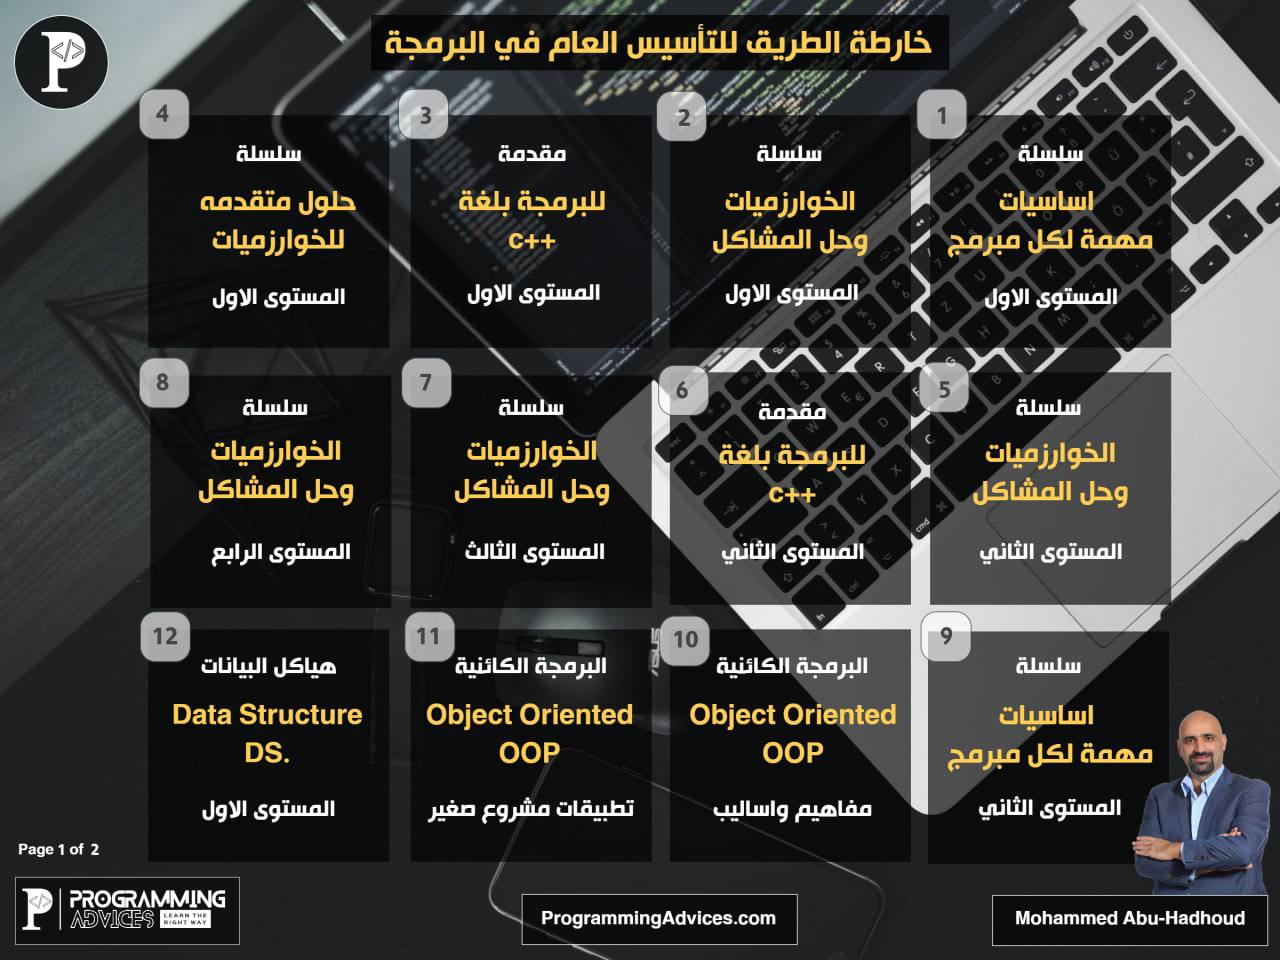 خارطة الطريق للتأسيس العام في البرمجة
1
سلسلة
اساسيات
مهمة لكل مبرمج
المستوى الاول
2
سلسلة
الخوارزميات
وحل المشاكل
المستوى الاول
3
مقدمة
للبرمجة بلغة
c++
المستوى الاول
4
سلسلة
حلول متقدمه
للخوارزميات
المستوى الاول
5
سلسلة
الخوارزميات
وحل المشاكل
المستوى الثاني
6
مقدمة
للبرمجة بلغة
c++
المستوى الثاني
7
سلسلة
الخوارزميات
وحل المشاكل
المستوى الثالث
8
سلسلة
الخوارزميات
وحل المشاكل
المستوى الرابع
9
سلسلة
اساسيات
مهمة لكل مبرمج
المستوى الثاني
10
البرمجة الكائنية
Object Oriented
OOP
مفاهيم واساليب
11
البرمجة الكائنية
Object Oriented
OOP
تطبيقات مشروع صغير
12
هياكل البيانات
Data Structure
DS.
المستوى الاول
ASUS
Page 1 of 2
PROGRAMMING
ADVICES
LEARN THE
RIGHT WAY
ProgrammingAdvices.com
Mohammed Abu-Hadhoud